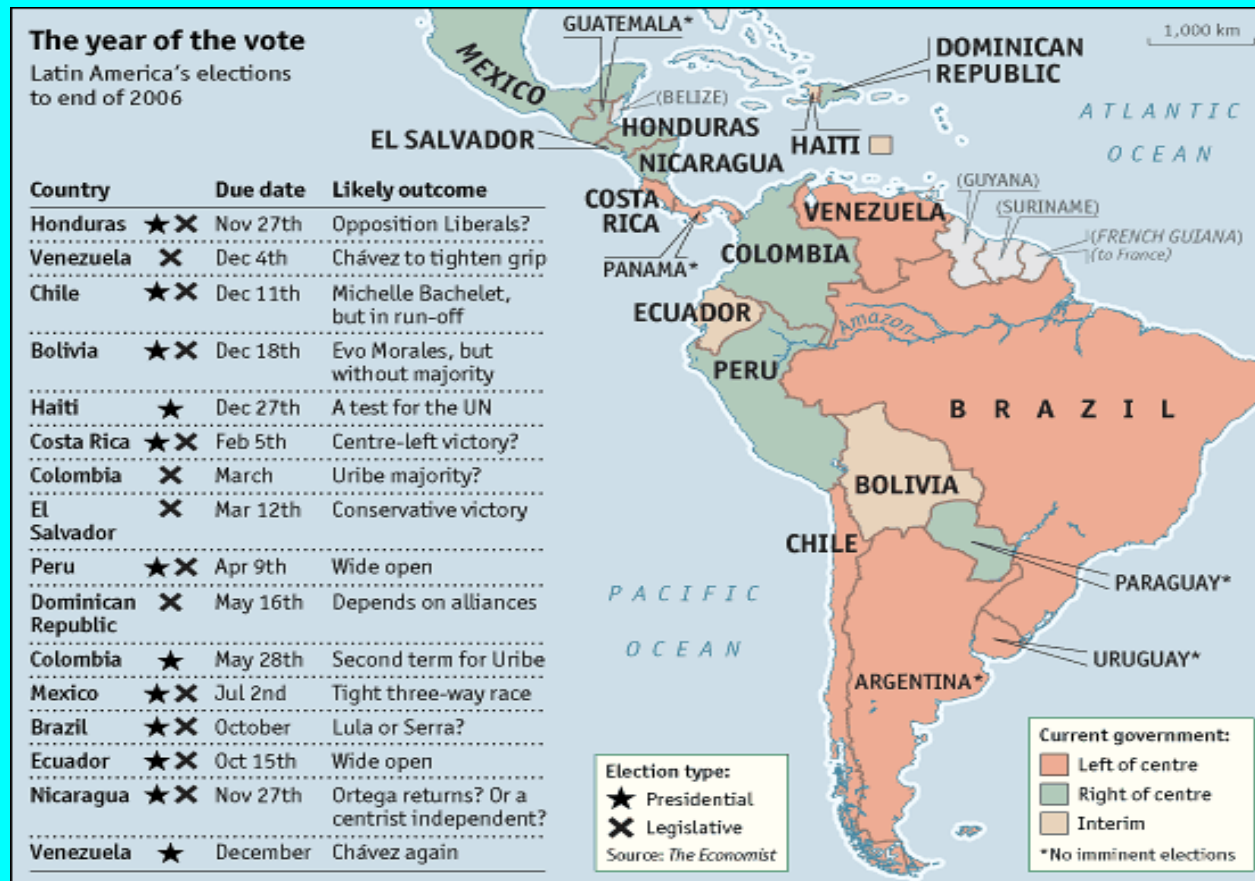 The year of the vote
Latin America's elections
to end of 2006
Country Due date Likely outcome
Honduras ★ ✕ Nov 27th Opposition Liberals?
Venezuela ✕ Dec 4th Chávez to tighten grip
Chile ★ ✕ Dec 11th Michelle Bachelet,
but in run-off
Bolivia ★ ✕ Dec 18th Evo Morales, but
without majority
Haiti ★ Dec 27th A test for the UN
Costa Rica ★ ✕ Feb 5th Centre-left victory?
Colombia ✕ March Uribe majority?
El ✕ Mar 12th Conservative victory
Salvador
Peru ★ ✕ Apr 9th Wide open
Dominican ✕ May 16th Depends on alliances
Republic
Colombia ★ May 28th Second term for Uribe
Mexico ★ ✕ Jul 2nd Tight three-way race
Brazil ★ ✕ October Lula or Serra?
Ecuador ★ ✕ Oct 15th Wide open
Nicaragua ★ ✕ Nov 27th Ortega returns? Or a
centrist independent?
Venezuela ★ December Chávez again
GUATEMALA*
MEXICO
(BELIZE)
EL SALVADOR
HONDURAS
NICARAGUA
COSTA
RICA
PANAMA*
DOMINICAN
REPUBLIC
HAITI
1,000 km
ATLANTIC
OCEAN
VENEZUELA
(GUYANA)
(SURINAME)
(FRENCH GUIANA)
(to France)
COLOMBIA
ECUADOR
Amazon
PERU
BRAZIL
BOLIVIA
CHILE
PARAGUAY*
PACIFIC
OCEAN
URUGUAY*
ARGENTINA*
Election type:
★ Presidential
✕ Legislative
Source: The Economist
Current government:
Left of centre
Right of centre
Interim
*No imminent elections